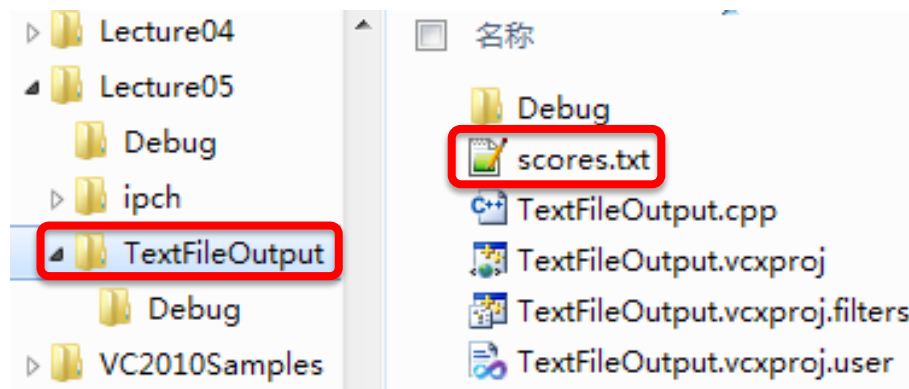 Lecture04
Lecture05
Debug
ipch
TextFileOutput
Debug
VC2010Samples
名称
Debug
scores.txt
TextFileOutput.cpp
TextFileOutput.vcxproj
TextFileOutput.vcxproj.filters
TextFileOutput.vcxproj.user